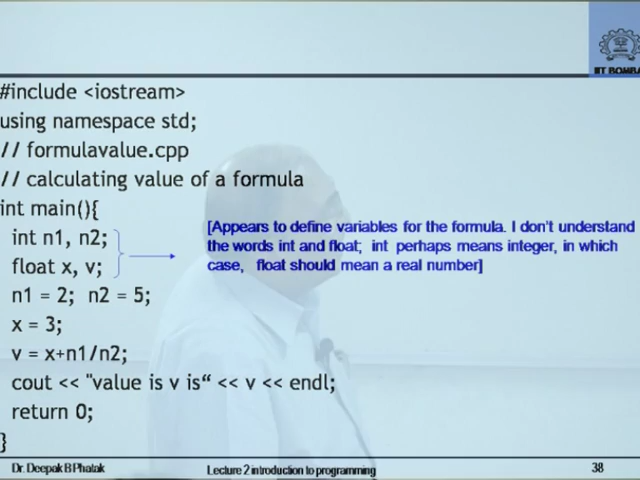 IIT BOMBA
#include <iostream>
using namespace std;
// formulavalue.cpp
// calculating value of a formula
int main(){
int n1, n2;
float x, v;
[Appears to define variables for the formula. I don't understand
the words int and float; int perhaps means integer, in which
case, float should mean a real number]
n1 = 2; n2 = 5;
x = 3;
v = x+n1/n2;
cout << "value is v is“ << v << endl;
return 0;
}
Dr. Deepak B Phatak
Lecture 2 introduction to programming
38